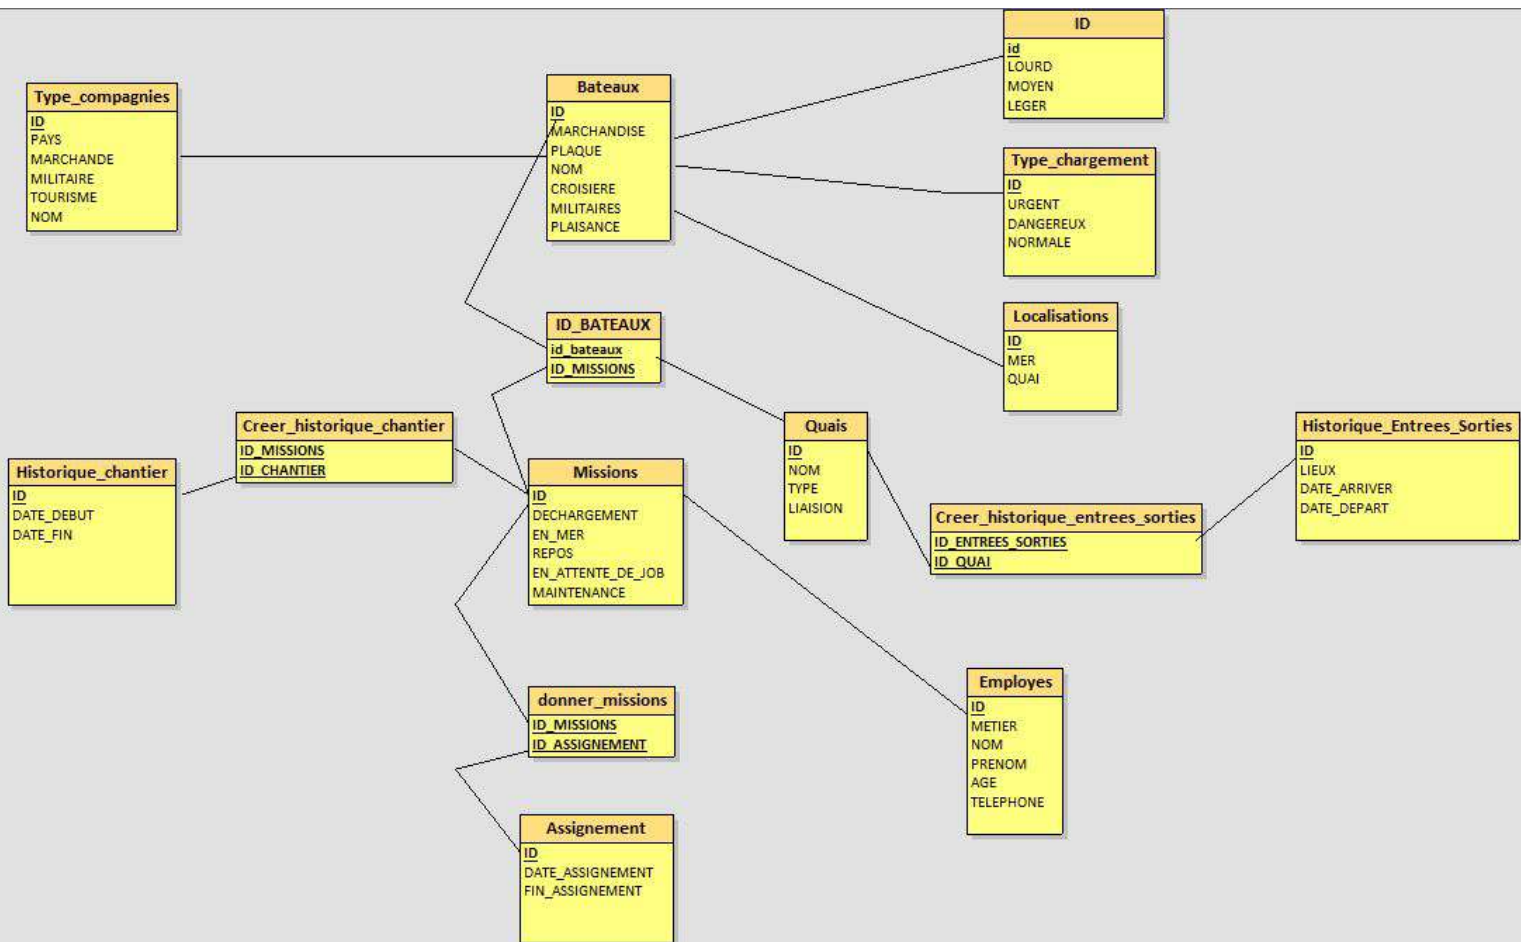 ID
id
LOURD
MOYEN
LEGER
Type_compagnies
ID
PAYS
MARCHANDE
MILITAIRE
TOURISME
NOM
Bateaux
ID
MARCHANDISE
PLAQUE
NOM
CROISIERE
MILITAIRES
PLAISANCE
Type_chargement
ID
URGENT
DANGEREUX
NORMALE
Localisations
ID
MER
QUAI
ID_BATEAUX
id_bateaux
ID_MISSIONS
Creer_historique_chantier
ID_MISSIONS
ID_CHANTIER
Quais
ID
NOM
TYPE
LIAISION
Historique_Entrees_Sorties
ID
LIEUX
DATE_ARRIVER
DATE_DEPART
Historique_chantier
ID
DATE_DEBUT
DATE_FIN
Missions
ID
DECHARGEMENT
EN_MER
REPOS
EN_ATTENTE_DE_JOB
MAINTENANCE
Creer_historique_entrees_sorties
ID_ENTREES_SORTIES
ID_QUAI
Employes
ID
METIER
NOM
PRENOM
AGE
TELEPHONE
donner_missions
ID_MISSIONS
ID_ASSIGNEMENT
Assignement
ID
DATE_ASSIGNEMENT
FIN_ASSIGNEMENT